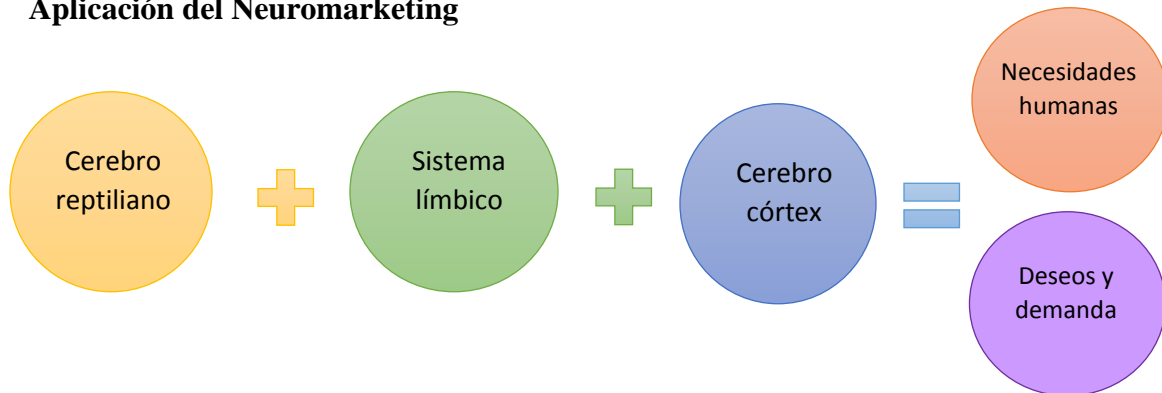 Aplicación del Neuromarketing
Cerebro
reptiliano
Sistema
límbico
Cerebro
córtex
Necesidades
humanas
Deseos y
demanda